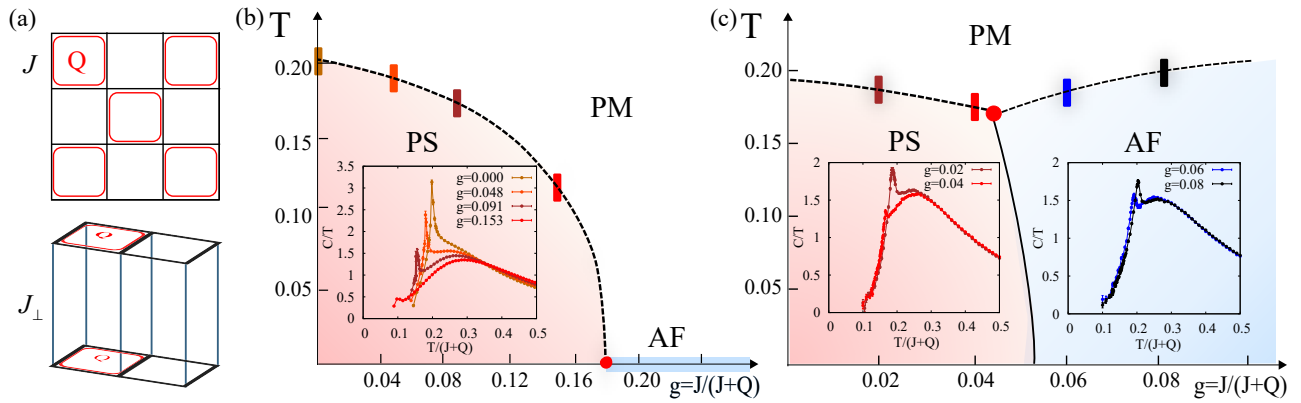 (a)
J
Q
Q
J⊥
Q
(b)
T
0.20
0.15
0.10
0.05
PM
PS
AF
3.5
3
2.5
2
1.5
1
0.5
0
C/T
g=0.000
g=0.048
g=0.091
g=0.153
0 0.1 0.2 0.3 0.4 0.5
T/(J+Q)
0.04 0.08 0.12 0.16 0.20
g=J/(J+Q)
(c)
T
PM
0.20
0.15
0.10
0.05
PS
AF
2
1.5
1
0.5
0
C/T
g=0.02
g=0.04
0 0.1 0.2 0.3 0.4 0.5
T/(J+Q)
2
1.5
1
0.5
0
C/T
g=0.06
g=0.08
0 0.1 0.2 0.3 0.4 0.5
T/(J+Q)
0.02 0.04 0.06 0.08
g=J/(J+Q)